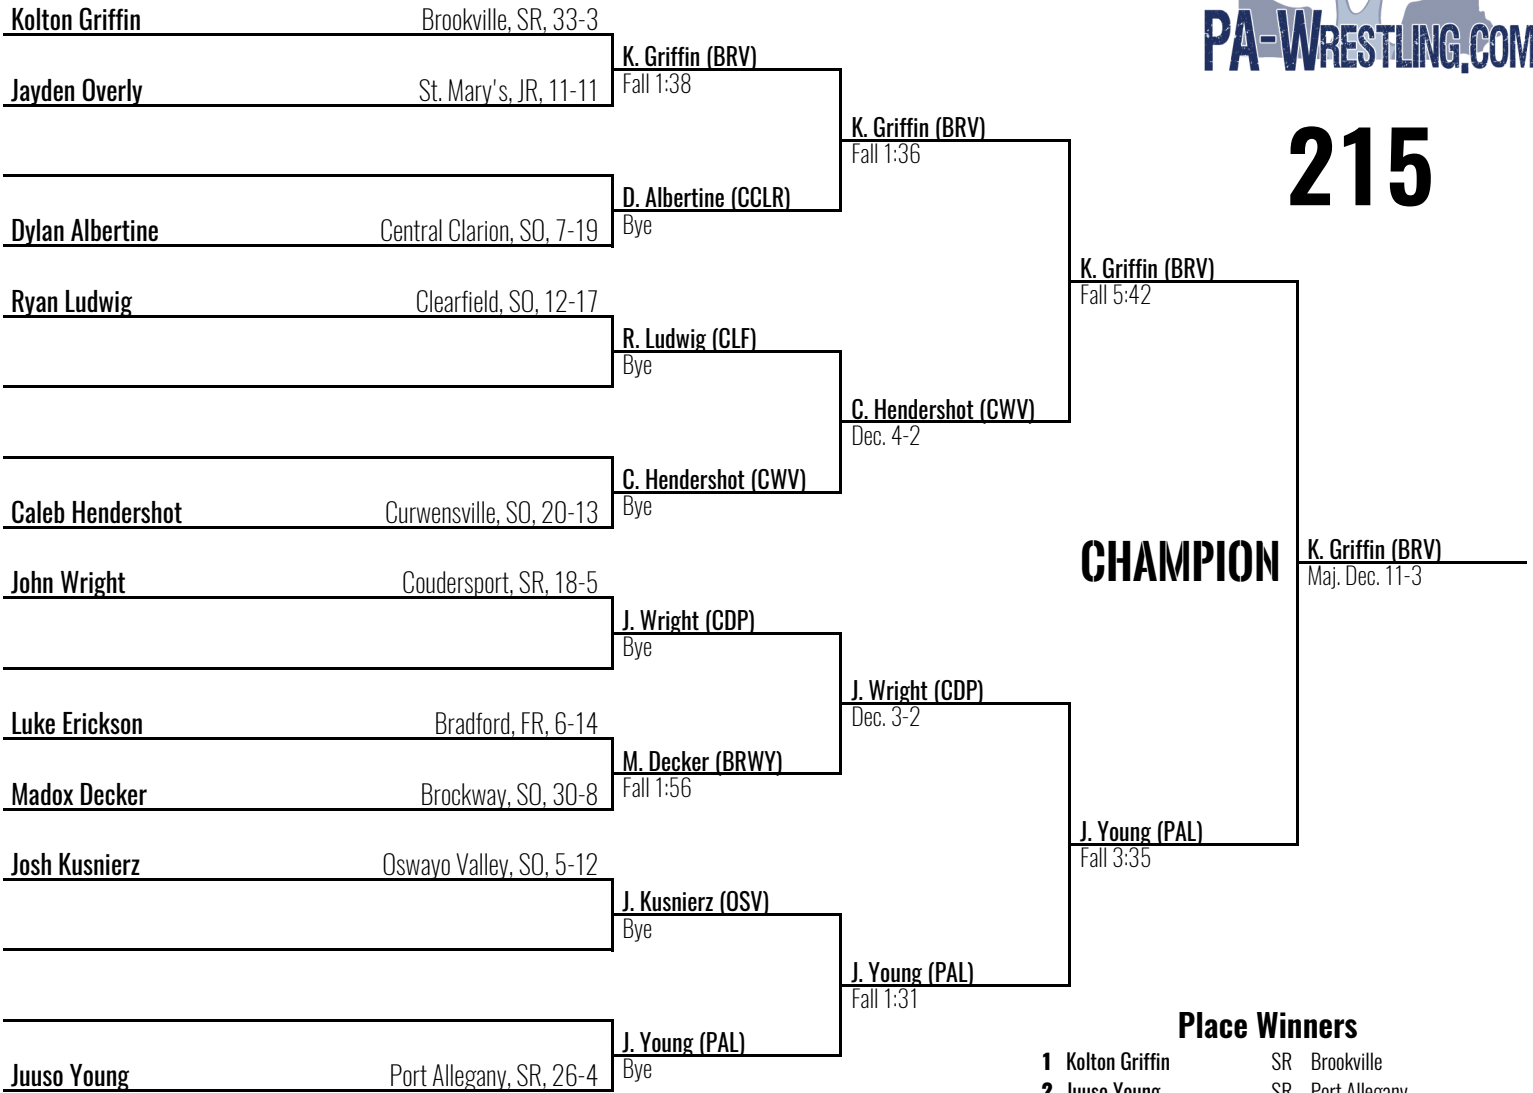 Kolton Griffin Brookville, SR, 33-3
PA-WRESTLING.COM
K. Griffin (BRV)
Fall 1:38
Jayden Overly St. Mary's, JR, 11-11
215
K. Griffin (BRV)
Fall 1:36
D. Albertine (CCLR)
Bye
Dylan Albertine Central Clarion, SO, 7-19
K. Griffin (BRV)
Fall 5:42
Ryan Ludwig Clearfield, SO, 12-17
R. Ludwig (CLF)
Bye
C. Hendershot (CWV)
Dec. 4-2
C. Hendershot (CWV)
Bye
Caleb Hendershot Curwensville, SO, 20-13
CHAMPION
K. Griffin (BRV)
Maj. Dec. 11-3
John Wright Coudersport, SR, 18-5
J. Wright (CDP)
Bye
J. Wright (CDP)
Dec. 3-2
Luke Erickson Bradford, FR, 6-14
M. Decker (BRWY)
Fall 1:56
Madox Decker Brockway, SO, 30-8
J. Young (PAL)
Fall 3:35
Josh Kusnierz Oswayo Valley, SO, 5-12
J. Kusnierz (OSV)
Bye
J. Young (PAL)
Fall 1:31
J. Young (PAL)
Bye
Juuso Young Port Allegany, SR, 26-4
Place Winners
1 Kolton Griffin SR Brookville
2 Juuso Young SR Port Allegany